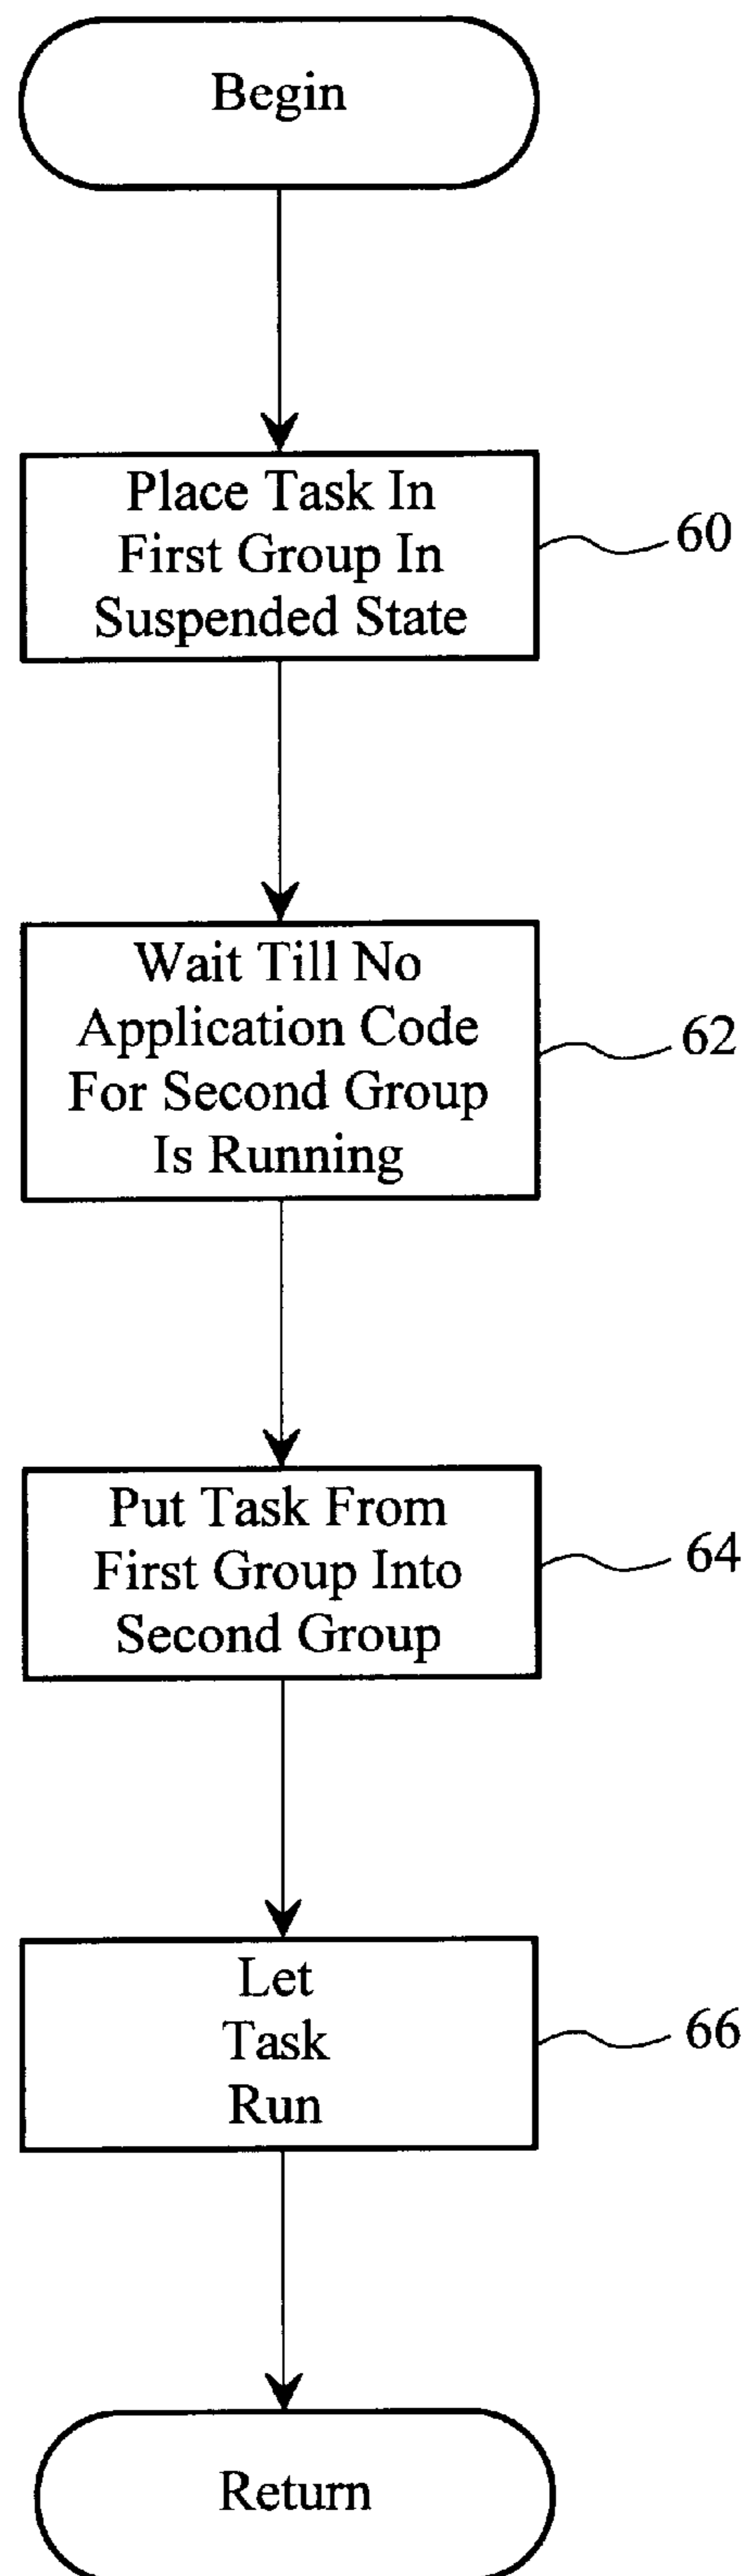 Begin
Place Task In
First Group In
Suspended State
60
Wait Till No
Application Code
For Second Group
Is Running
62
Put Task From
First Group Into
Second Group
64
Let
Task
Run
66
Return